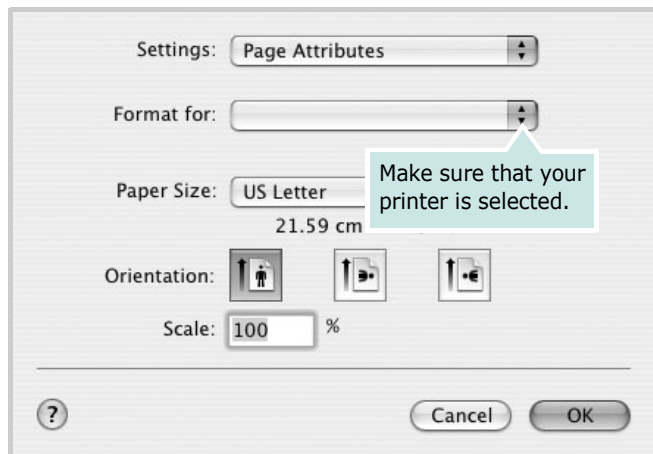 Settings: Page Attributes
Format for:
Make sure that your
printer is selected.
Paper Size: US Letter
21.59 cm
Orientation:
Scale: 100 %
? Cancel OK